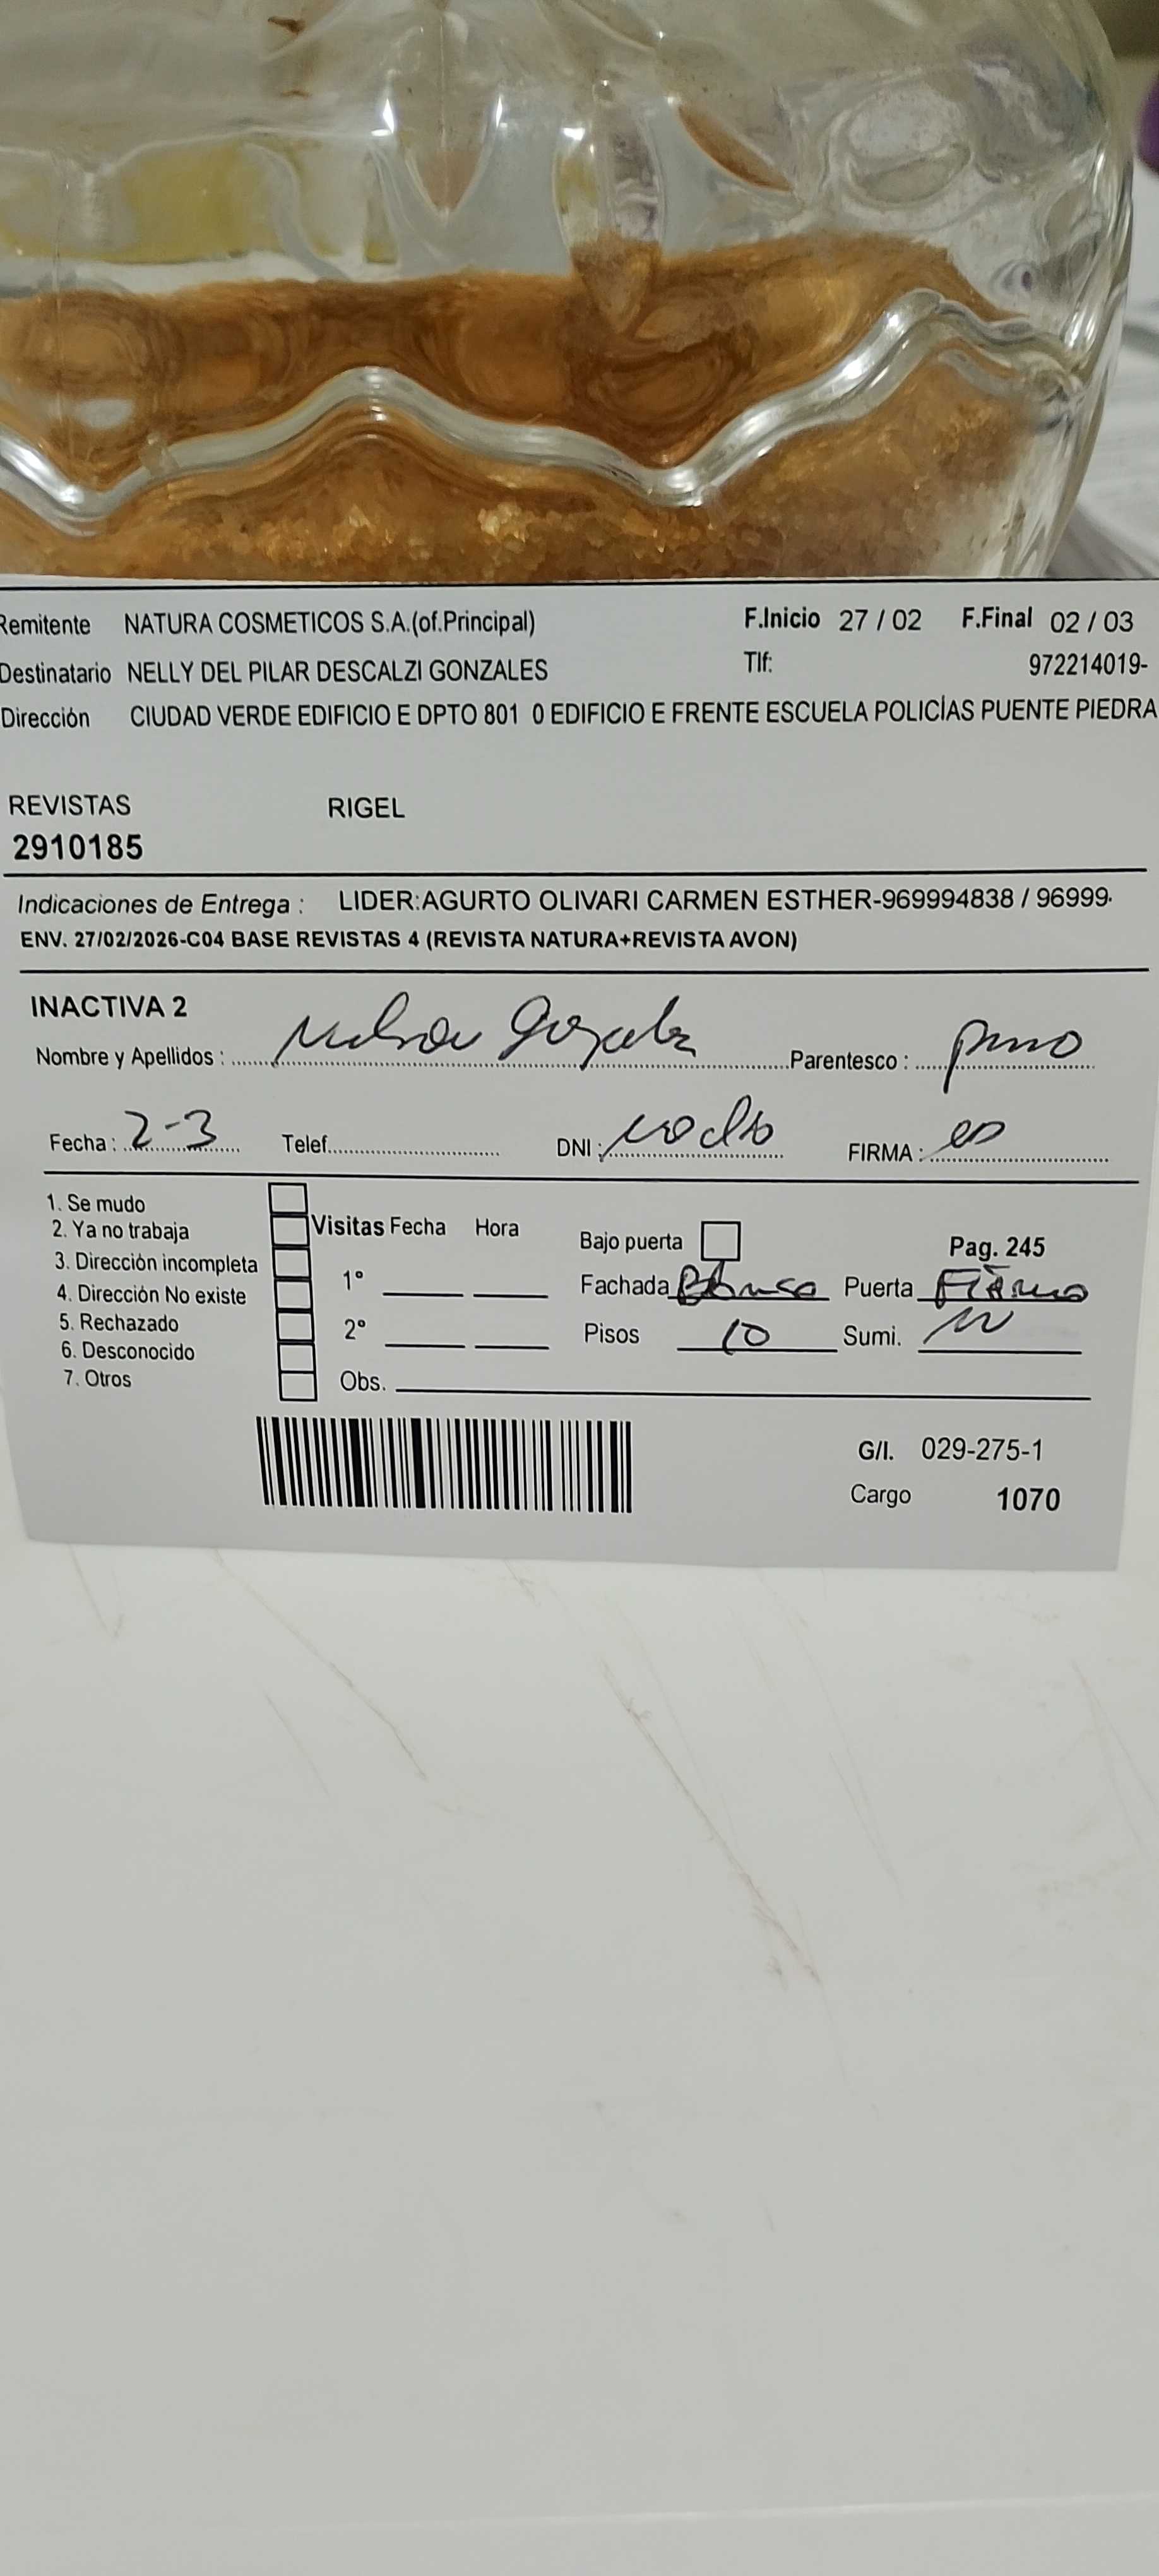 Remitente NATURA COSMETICOS S.A.(of.Principal) F.Inicio 27 / 02 F.Final 02 / 03
Destinatario NELLY DEL PILAR DESCALZI GONZALES Tlf: 972214019-
Dirección CIUDAD VERDE EDIFICIO E DPTO 801 0 EDIFICIO E FRENTE ESCUELA POLICÍAS PUENTE PIEDRA
REVISTAS RIGEL
2910185
Indicaciones de Entrega : LIDER:AGURTO OLIVARI CARMEN ESTHER-969994838 / 96999
ENV. 27/02/2026-C04 BASE REVISTAS 4 (REVISTA NATURA+REVISTA AVON)
INACTIVA 2
Nombre y Apellidos : Parentesco : primo
Fecha : 2-3 Telef. DNI : no dio FIRMA :
1. Se mudo
2. Ya no trabaja
3. Dirección incompleta
4. Dirección No existe
5. Rechazado
6. Desconocido
7. Otros
Visitas Fecha Hora
1°
2°
Obs.
Bajo puerta Pag. 245
Fachada Blanco Puerta Fierro
Pisos 10 Sumi.
G/I. 029-275-1
Cargo 1070